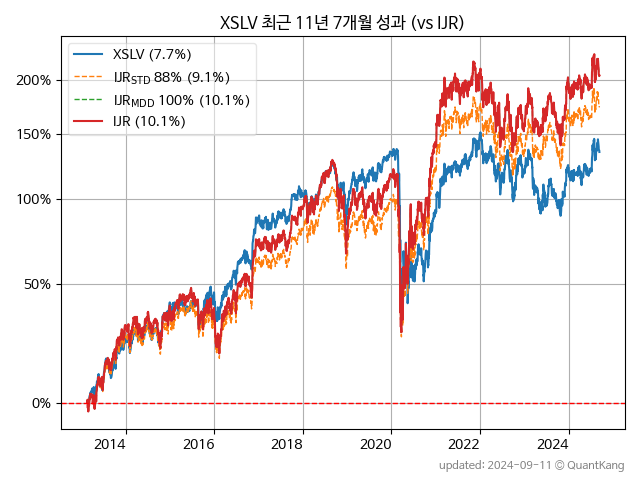 XSLV 최근 11년 7개월 성과 (vs IJR)
XSLV (7.7%)
IJR_STD 88% (9.1%)
IJR_MDD 100% (10.1%)
IJR (10.1%)
200%
150%
100%
50%
0%
2014 2016 2018 2020 2022 2024
updated: 2024-09-11 © QuantKang